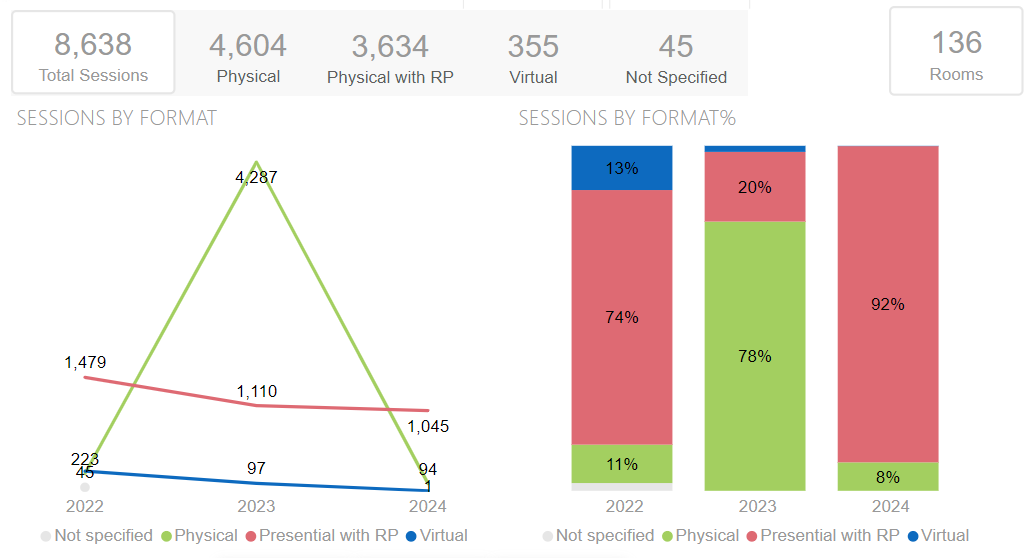 8,638
Total Sessions
4,604
Physical
3,634
Physical with RP
355
Virtual
45
Not Specified
136
Rooms
SESSIONS BY FORMAT
4,287
1,479
1,110
1,045
223
45
97
94
1
2022 2023 2024
Not specified Physical Presential with RP Virtual
SESSIONS BY FORMAT%
13%
74%
11%
20%
78%
92%
8%
2022 2023 2024
Not specified Physical Presential with RP Virtual